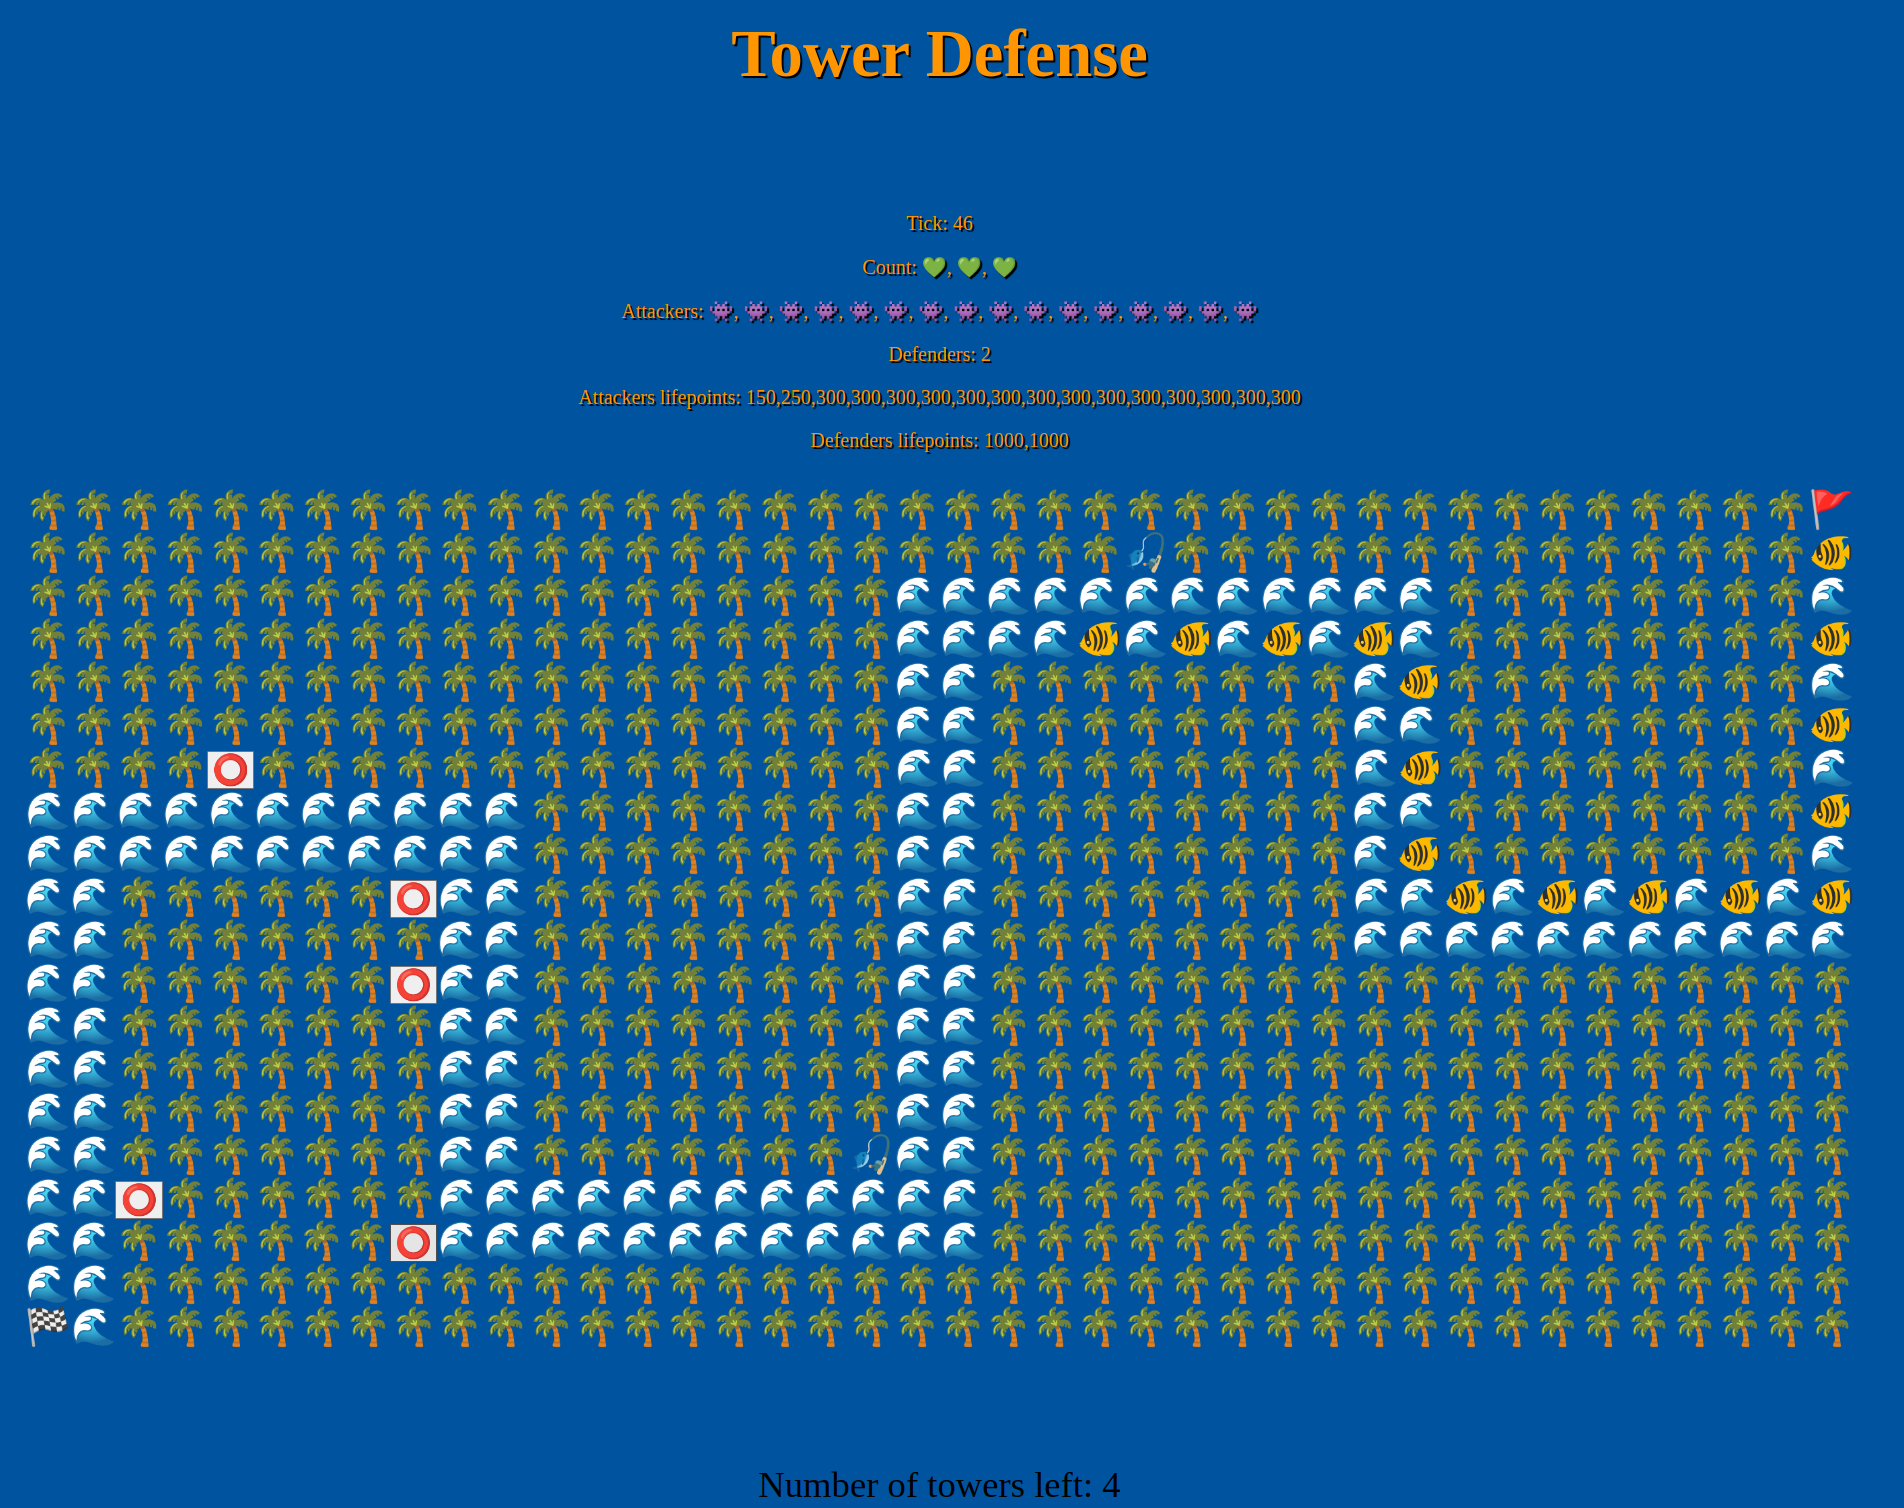 Tower Defense
Tick: 46
Count: 💚, 💚, 💚
Attackers: 👾, 👾, 👾, 👾, 👾, 👾, 👾, 👾, 👾, 👾, 👾, 👾, 👾, 👾, 👾, 👾
Defenders: 2
Attackers lifepoints: 150,250,300,300,300,300,300,300,300,300,300,300,300,300,300,300
Defenders lifepoints: 1000,1000
Number of towers left: 4